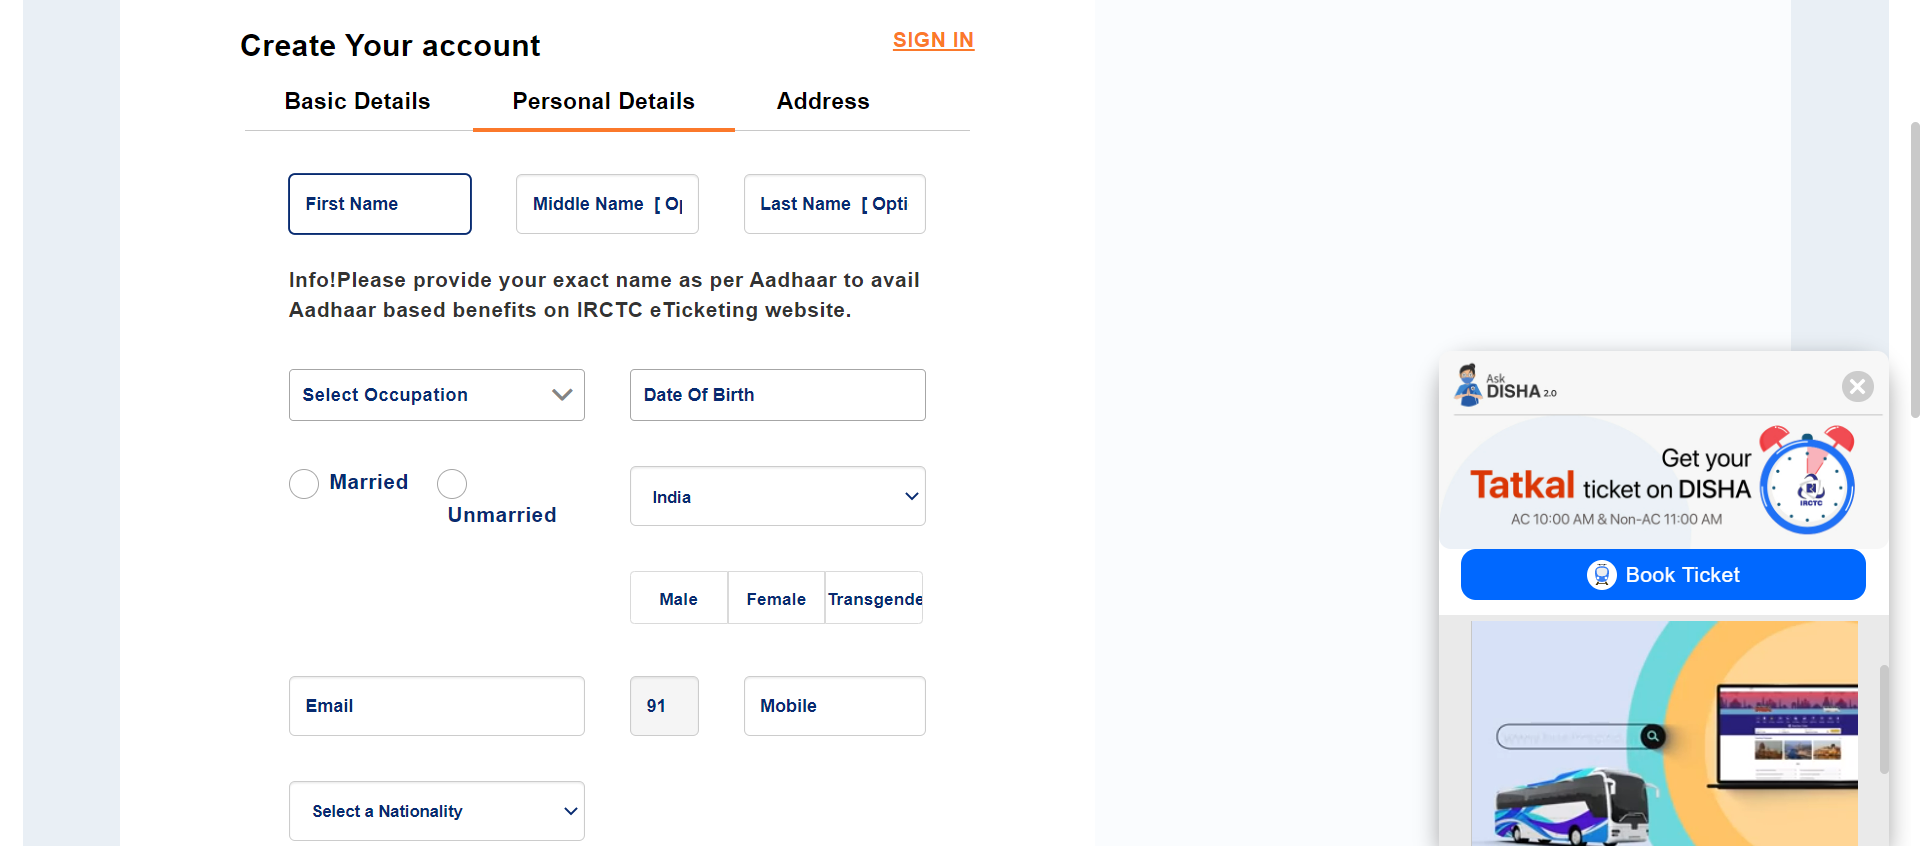 Create Your account
SIGN IN
Basic Details
Personal Details
Address
First Name
Middle Name [ Op
Last Name [ Opti
Info!Please provide your exact name as per Aadhaar to avail
Aadhaar based benefits on IRCTC eTicketing website.
Select Occupation
Date Of Birth
Married
Unmarried
India
Male
Female
Transgende
Email
91
Mobile
Select a Nationality
Ask
DISHA 2.0
Get your
Tatkal ticket on DISHA
AC 10:00 AM & Non-AC 11:00 AM
IRCTC
Book Ticket